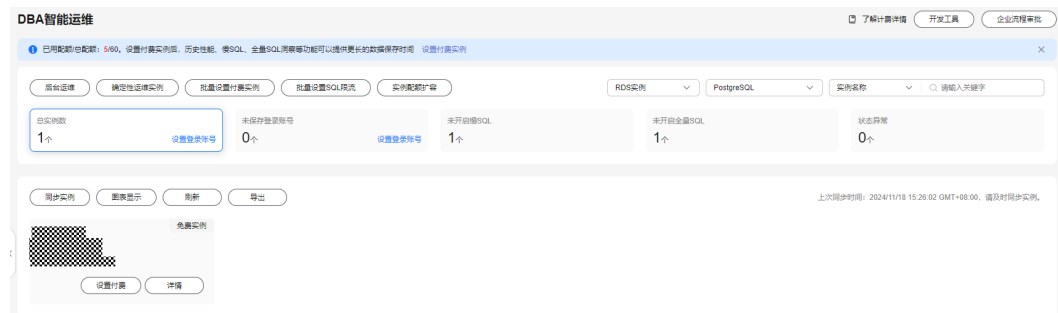 DBA智能运维 了解计费详情 开发工具 企业流程审批
已用配额/总配额：5/60。设置付费实例后，历史性能、慢SQL、全量SQL洞察等功能可以提供更长的数据保存时间 设置付费实例
后台运维 确定性运维实例 批量设置付费实例 批量设置SQL限流 实例配额扩容 RDS实例 PostgreSQL 实例名称 请输入关键字
总实例数 未保存登录账号 未开启慢SQL 未开启全量SQL 状态异常
1个 设置登录账号 0个 设置登录账号 1个 1个 0个
同步实例 图表显示 刷新 导出 上次同步时间：2024/11/18 15:26:02 GMT+08:00，请及时同步实例。
免费实例
设置付费 详情